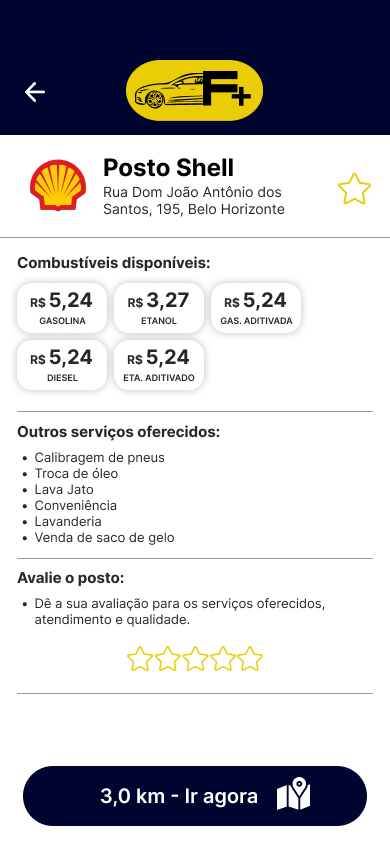 F+
Posto Shell
Rua Dom João Antônio dos
Santos, 195, Belo Horizonte
Combustíveis disponíveis:
R$ 5,24 R$ 3,27 R$ 5,24
GASOLINA ETANOL GAS. ADITIVADA
R$ 5,24 R$ 5,24
DIESEL ETA. ADITIVADO
Outros serviços oferecidos:
• Calibragem de pneus
• Troca de óleo
• Lava Jato
• Conveniência
• Lavanderia
• Venda de saco de gelo
Avalie o posto:
• Dê a sua avaliação para os serviços oferecidos,
atendimento e qualidade.
3,0 km - Ir agora